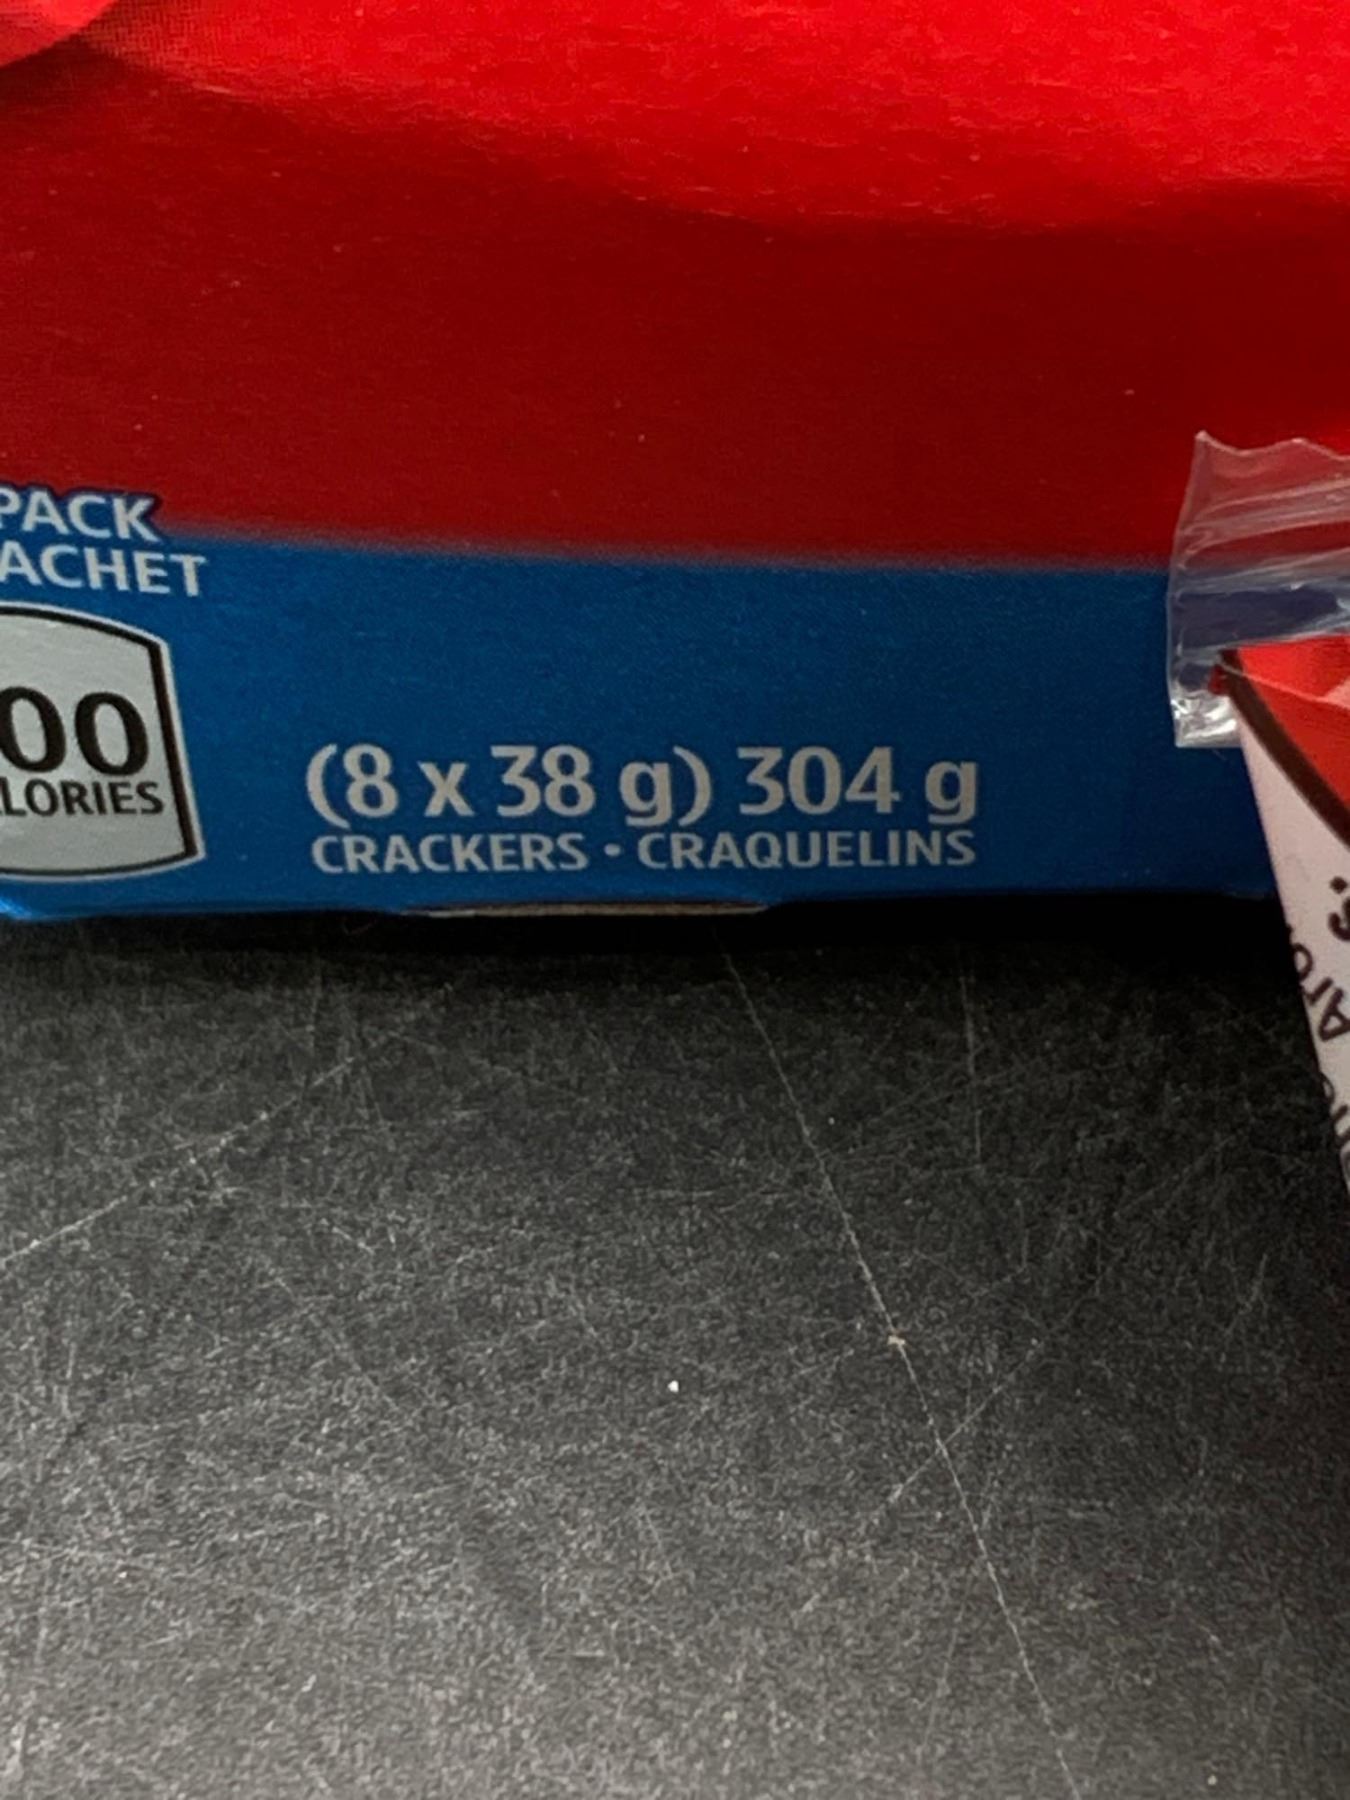 PACK
ACHET
00
LORIES
(8 x 38 g) 304 g
CRACKERS • CRAQUELINS